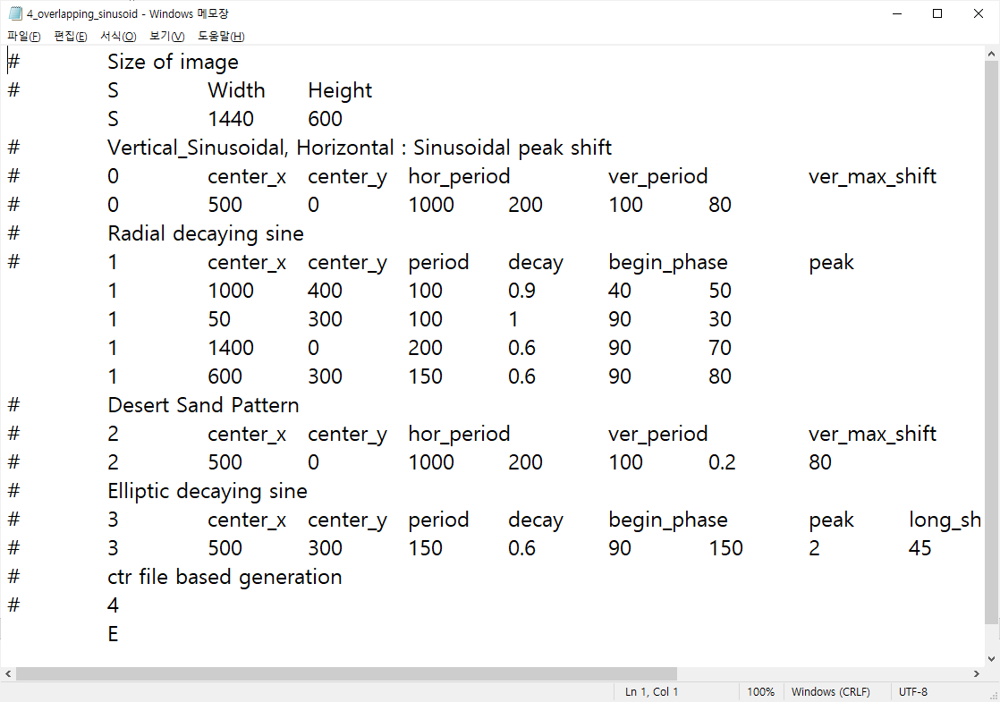 4_overlapping_sinusoid - Windows 메모장
파일(F) 편집(E) 서식(O) 보기(V) 도움말(H)
# Size of image
# S Width Height
S 1440 600
# Vertical_Sinusoidal, Horizontal : Sinusoidal peak shift
# 0 center_x center_y hor_period ver_period ver_max_shift
# 0 500 0 1000 200 100 80
# Radial decaying sine
# 1 center_x center_y period decay begin_phase peak
1 1000 400 100 0.9 40 50
1 50 300 100 1 90 30
1 1400 0 200 0.6 90 70
1 600 300 150 0.6 90 80
# Desert Sand Pattern
# 2 center_x center_y hor_period ver_period ver_max_shift
# 2 500 0 1000 200 100 0.2 80
# Elliptic decaying sine
# 3 center_x center_y period decay begin_phase peak long_sh
# 3 500 300 150 0.6 90 150 2 45
# ctr file based generation
# 4
E
Ln 1, Col 1 100% Windows (CRLF) UTF-8